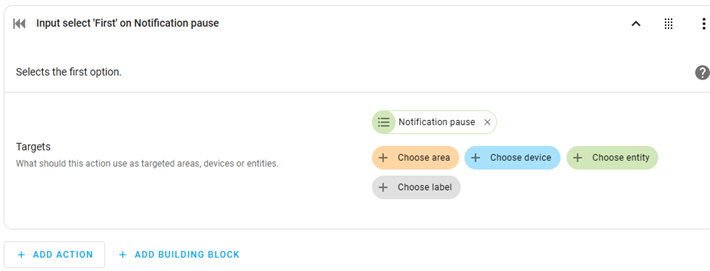 Input select 'First' on Notification pause
Selects the first option.
Notification pause
Targets
What should this action use as targeted areas, devices or entities.
Choose area
Choose device
Choose entity
Choose label
ADD ACTION
ADD BUILDING BLOCK